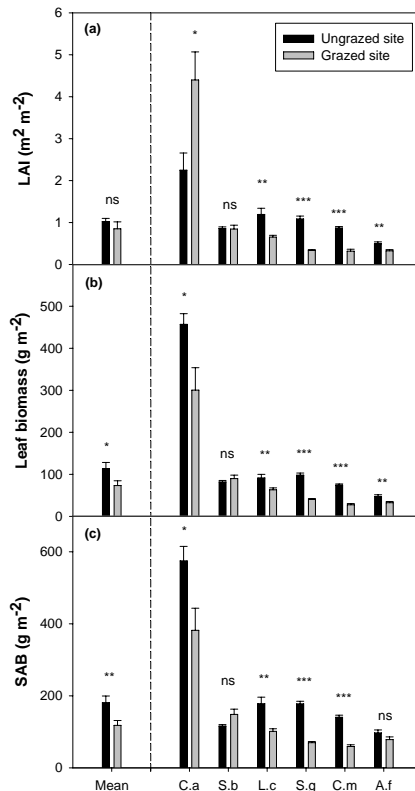 (a)
Ungrazed site
Grazed site
LAI (m² m⁻²)
6
5
4
3
2
1
0
ns
*
ns
**
***
***
**
(b)
Leaf biomass (g m⁻²)
500
400
300
200
100
0
*
*
ns
**
***
***
**
(c)
SAB (g m⁻²)
600
400
200
0
**
*
ns
**
***
***
ns
Mean C.a S.b L.c S.g C.m A.f